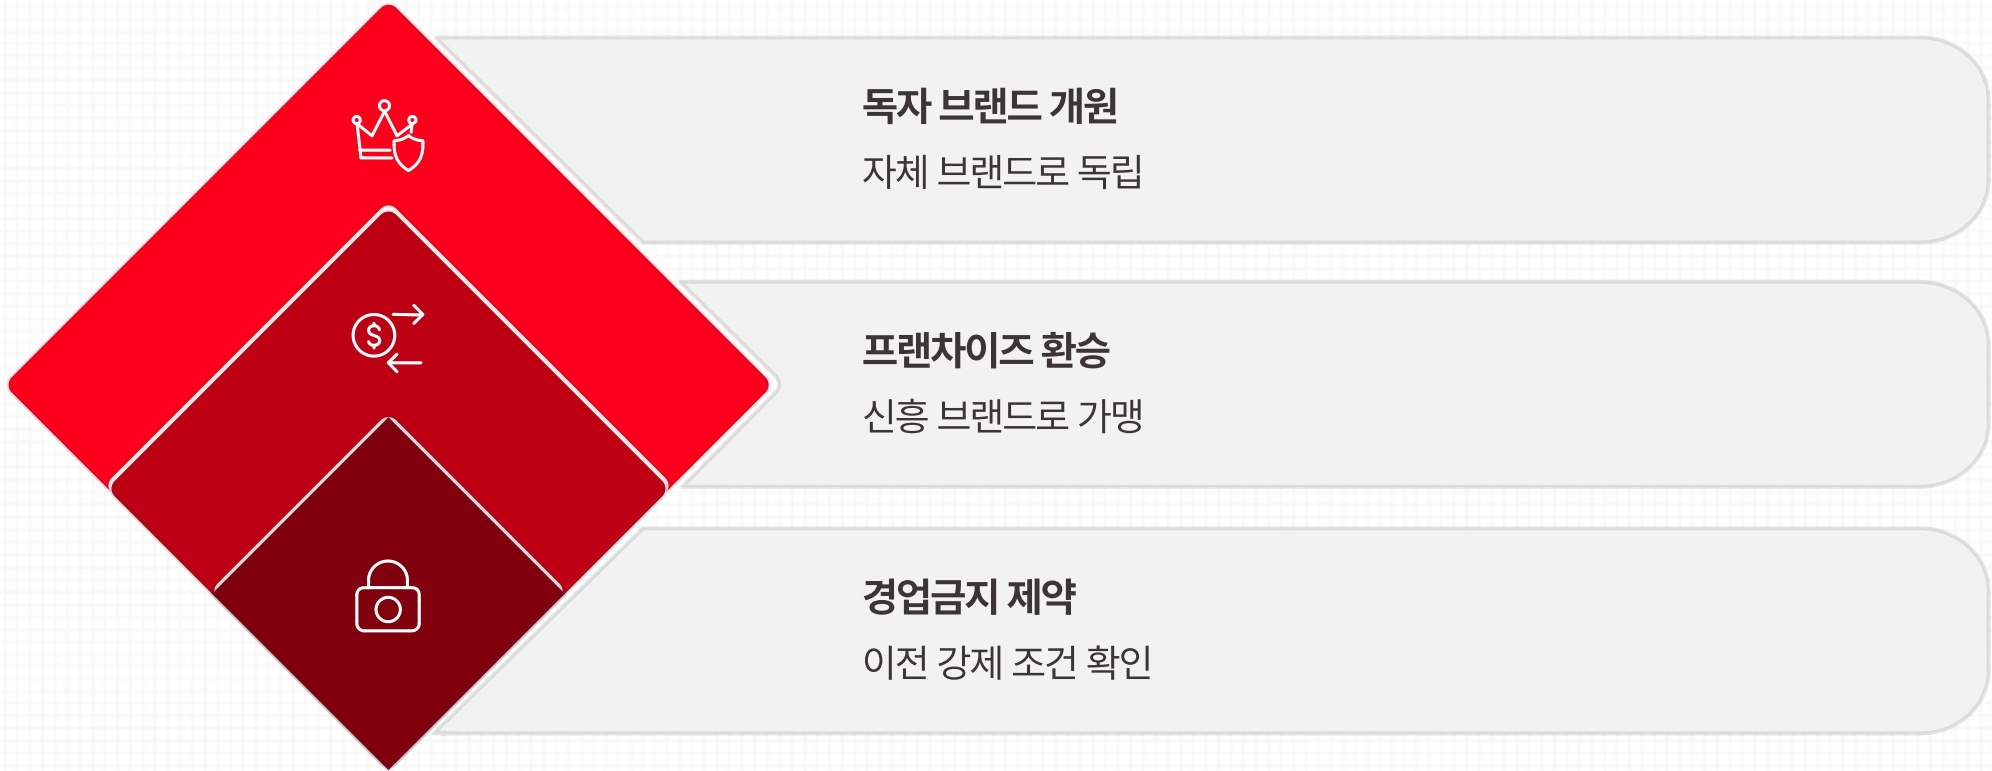 독자 브랜드 개원
자체 브랜드로 독립
프랜차이즈 환승
신흥 브랜드로 가맹
경업금지 제약
이전 강제 조건 확인